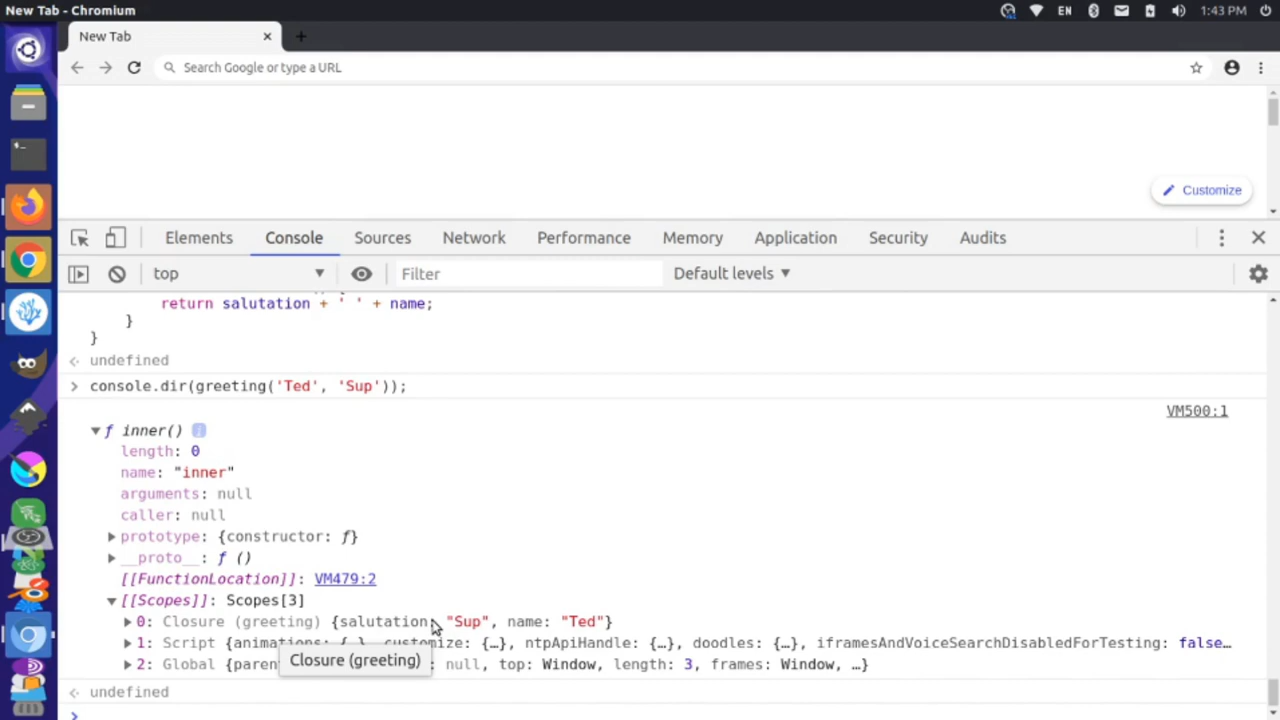 New Tab - Chromium
EN
1:43 PM
New Tab
Search Google or type a URL
Customize
Elements Console Sources Network Performance Memory Application Security Audits
top
Filter
Default levels
return salutation + ' ' + name;
}
}
undefined
console.dir(greeting('Ted', 'Sup'));
VM500:1
ƒ inner() i
length: 0
name: "inner"
arguments: null
caller: null
prototype: {constructor: ƒ}
__proto__: ƒ ()
[[FunctionLocation]]: VM479:2
[[Scopes]]: Scopes[3]
0: Closure (greeting) {salutation: "Sup", name: "Ted"}
1: Script {animations: {…}, customize: {…}, ntpApiHandle: {…}, doodles: {…}, iframesAndVoiceSearchDisabledForTesting: false…
2: Global {paren null, top: Window, length: 3, frames: Window, …}
Closure (greeting)
undefined